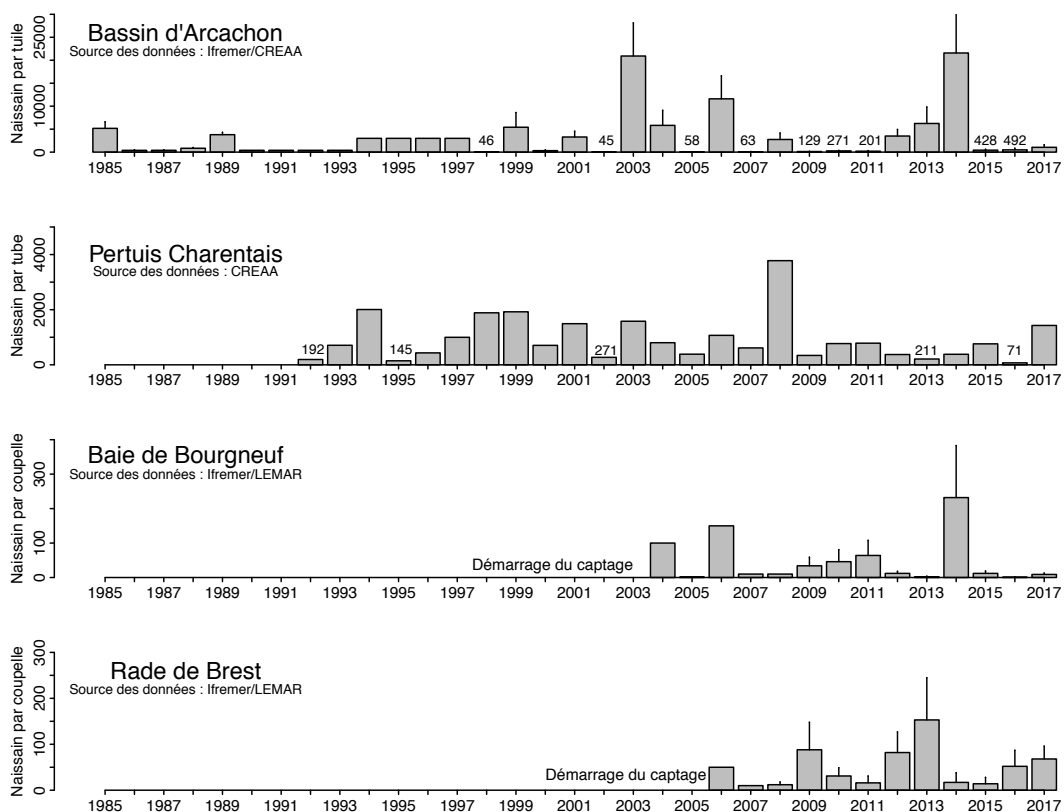 Bassin d'Arcachon
Source des données : Ifremer/CREAA
Naissain par tuile
25000
10000
0
46 45 58 63 129 271 201 428 492
1985 1987 1989 1991 1993 1995 1997 1999 2001 2003 2005 2007 2009 2011 2013 2015 2017
Pertuis Charentais
Source des données : CREAA
Naissain par tube
4000
2000
0
192 145 271 211 71
1985 1987 1989 1991 1993 1995 1997 1999 2001 2003 2005 2007 2009 2011 2013 2015 2017
Baie de Bourgneuf
Source des données : Ifremer/LEMAR
Naissain par coupelle
300
100
0
Démarrage du captage
1985 1987 1989 1991 1993 1995 1997 1999 2001 2003 2005 2007 2009 2011 2013 2015 2017
Rade de Brest
Source des données : Ifremer/LEMAR
Naissain par coupelle
300
200
100
0
Démarrage du captage
1985 1987 1989 1991 1993 1995 1997 1999 2001 2003 2005 2007 2009 2011 2013 2015 2017